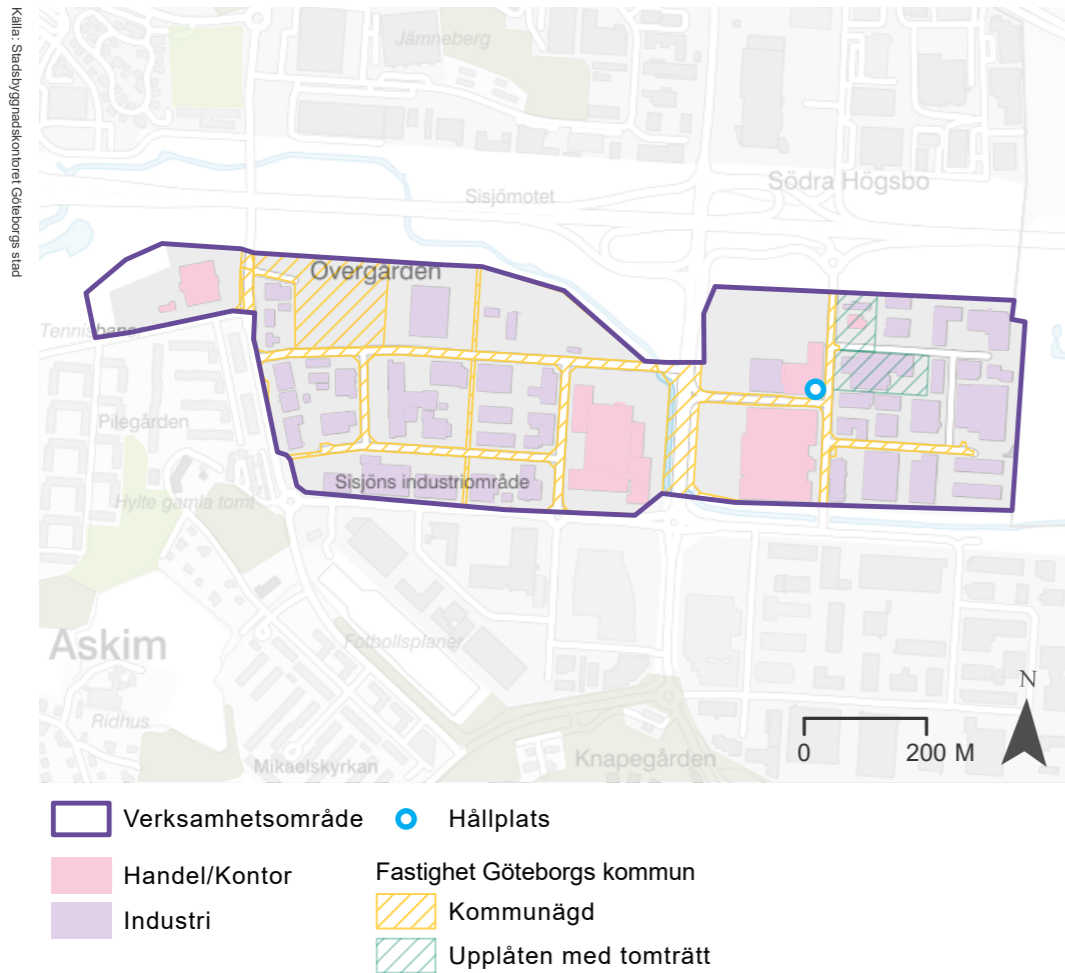 Källa: Stadsbyggnadskontoret Göteborgs stad
Jämneberg
Södra Högsbo
Sisjömotet
Övergården
Tennisbanor
Pilegården
Sisjöns industriområde
Hylte gamla tomt
Askim
Fotbollsplaner
Ridhus
Mikaelskyrkan
Knapegården
N
0 200 M
Verksamhetsområde
Hållplats
Handel/Kontor
Fastighet Göteborgs kommun
Industri
Kommunägd
Upplåten med tomträtt